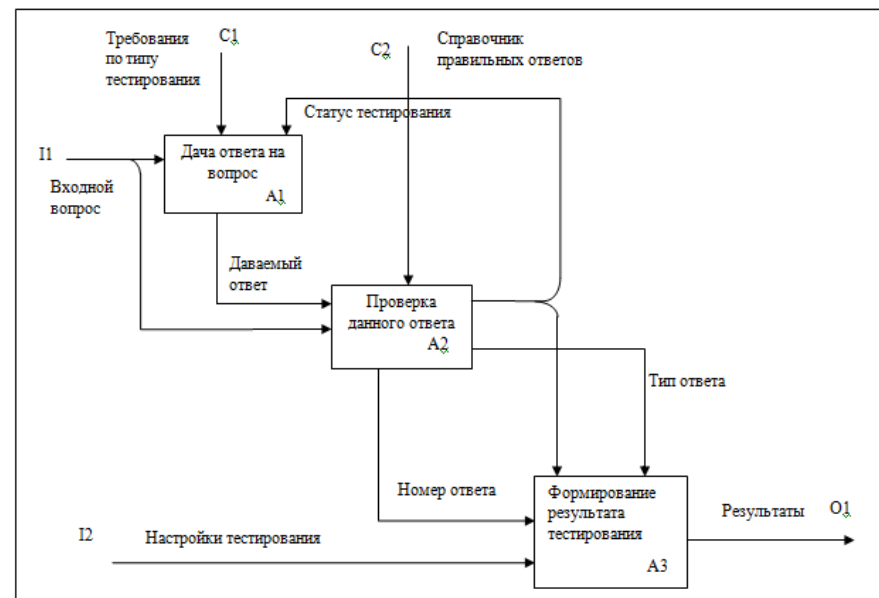 Требования
по типу
тестирования
C1
C2
Справочник
правильных ответов
Статус тестирования
I1
Входной
вопрос
Дача ответа на
вопрос
A1
Даваемый
ответ
Проверка
данного ответа
A2
Тип ответа
Номер ответа
Формирование
результата
тестирования
A3
Результаты
O1
I2
Настройки тестирования